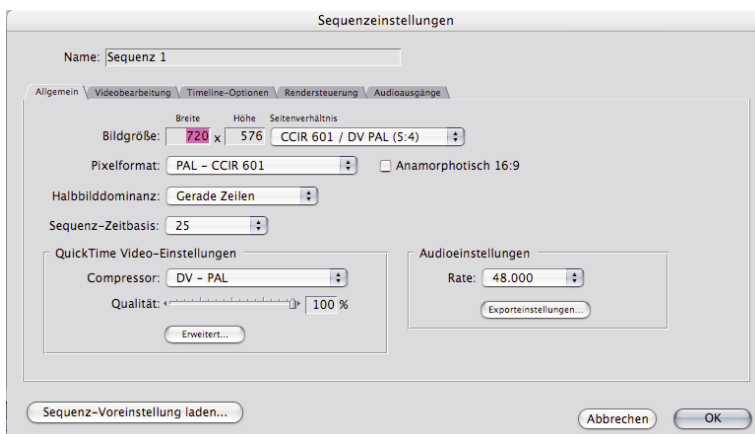 Sequenzeinstellungen
Name: Sequenz 1
Allgemein Videobearbeitung Timeline-Optionen Rendersteuerung Audioausgänge
Breite Höhe Seitenverhältnis
Bildgröße: 720 x 576 CCIR 601 / DV PAL (5:4)
Pixelformat: PAL – CCIR 601 Anamorphotisch 16:9
Halbbilddominanz: Gerade Zeilen
Sequenz-Zeitbasis: 25
QuickTime Video-Einstellungen Audioeinstellungen
Compressor: DV – PAL Rate: 48.000
Qualität: 100 % Exporteinstellungen...
Erweitert...
Sequenz-Voreinstellung laden...
Abbrechen OK